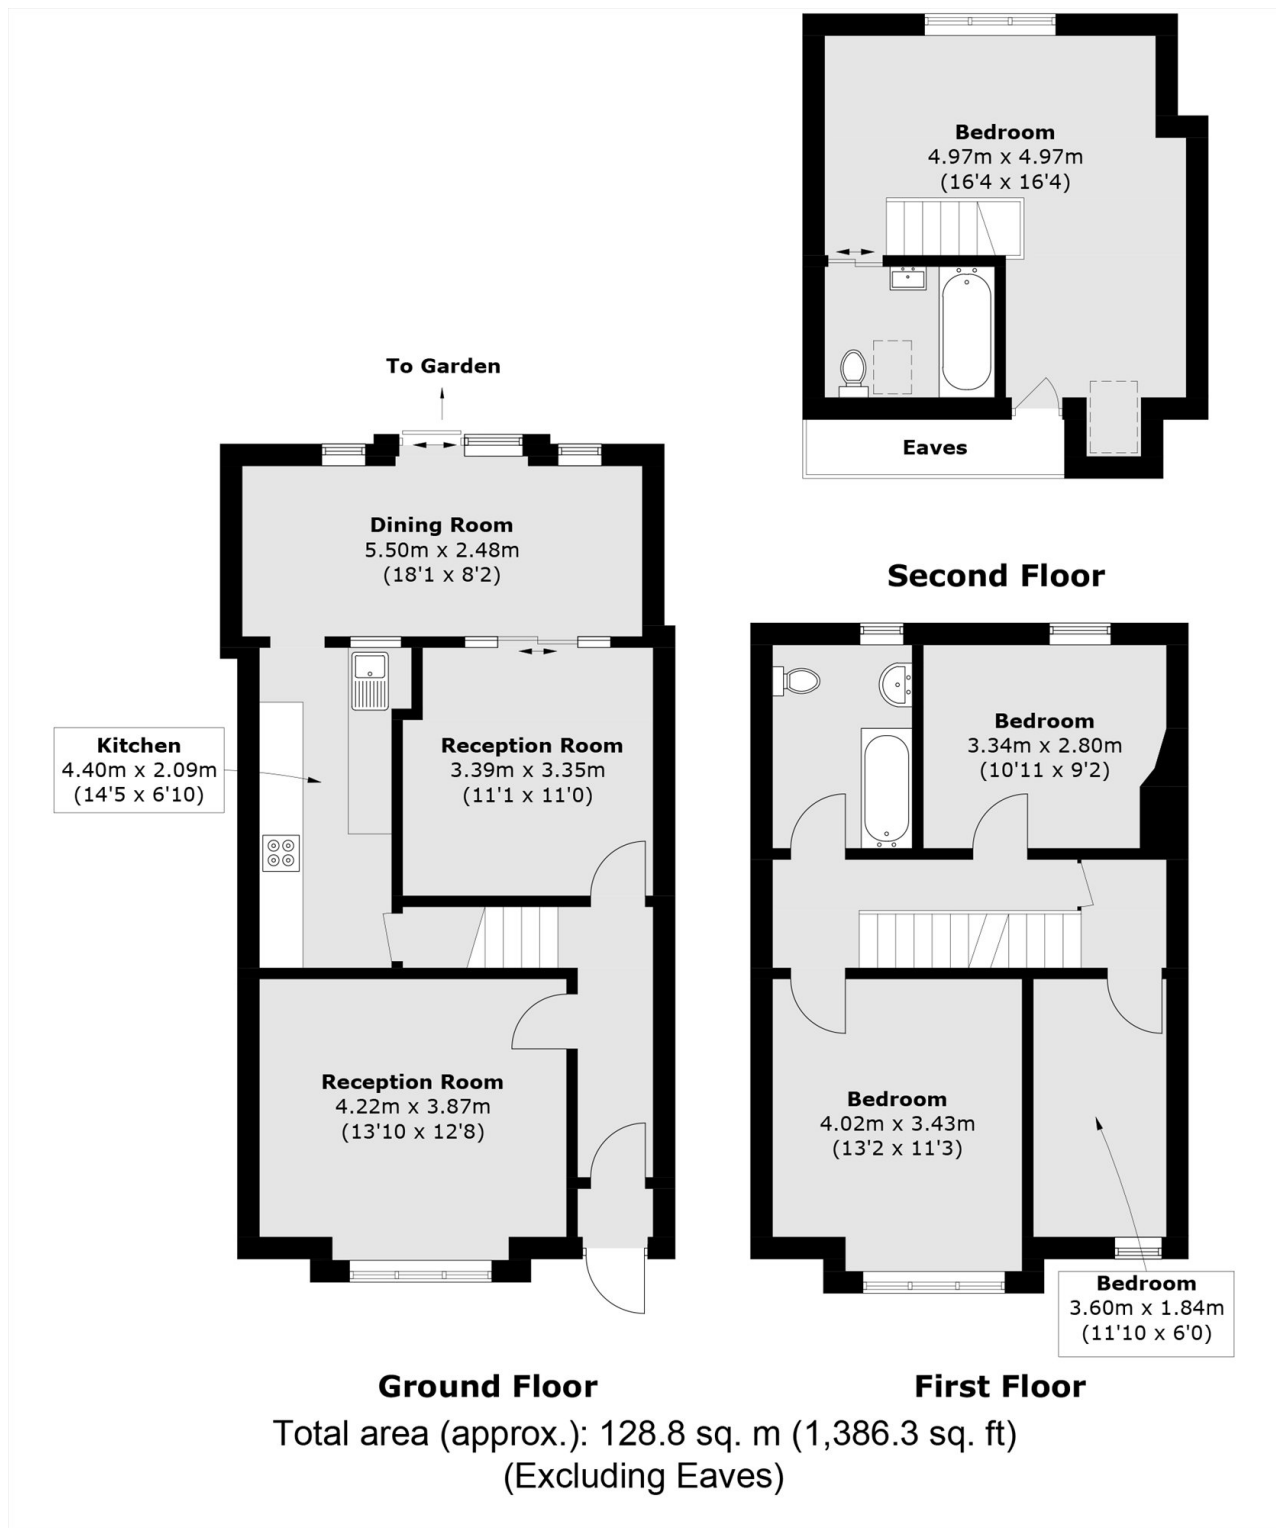 Bedroom
4.97m x 4.97m
(16'4 x 16'4)
Eaves
Second Floor
To Garden
Dining Room
5.50m x 2.48m
(18'1 x 8'2)
Kitchen
4.40m x 2.09m
(14'5 x 6'10)
Reception Room
3.39m x 3.35m
(11'1 x 11'0)
Reception Room
4.22m x 3.87m
(13'10 x 12'8)
Ground Floor
Bedroom
3.34m x 2.80m
(10'11 x 9'2)
Bedroom
4.02m x 3.43m
(13'2 x 11'3)
Bedroom
3.60m x 1.84m
(11'10 x 6'0)
First Floor
Total area (approx.): 128.8 sq. m (1,386.3 sq. ft)
(Excluding Eaves)